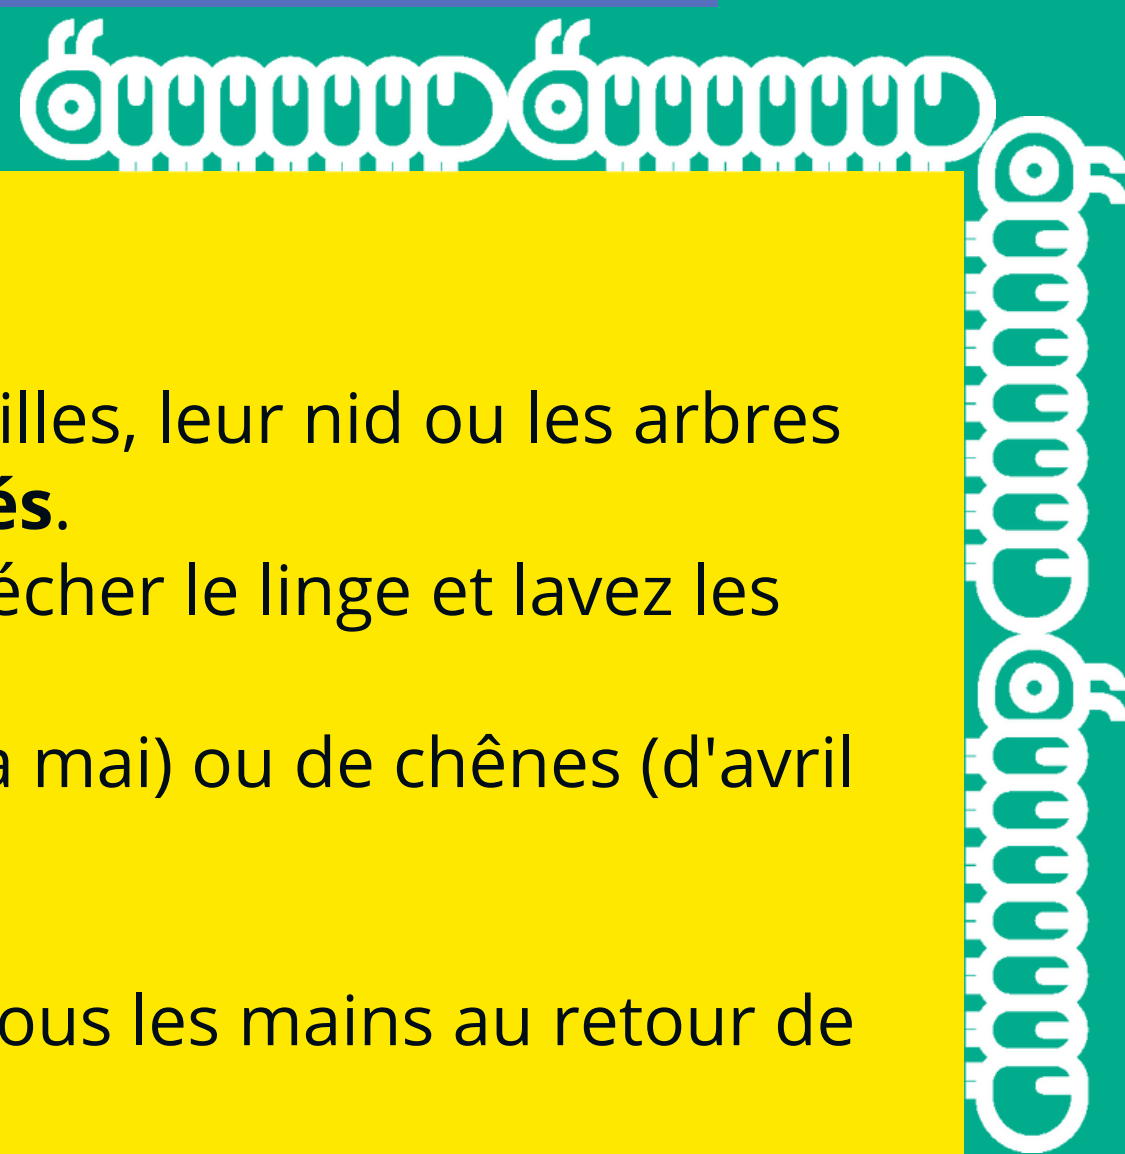 illes, leur nid ou les arbres
és.
écher le linge et lavez les
à mai) ou de chênes (d'avril
ous les mains au retour de